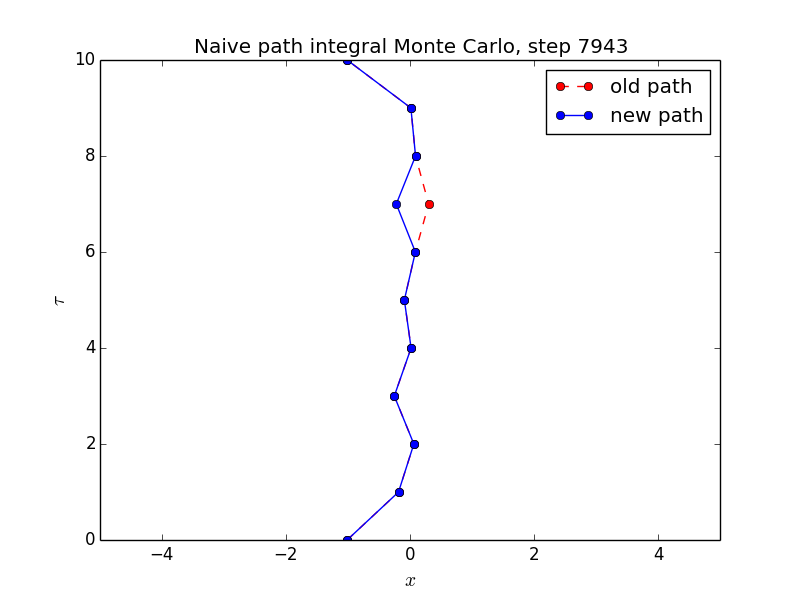 Naive path integral Monte Carlo, step 7943
old path
new path
10
8
6
4
2
0
τ
−4 −2 0 2 4
x